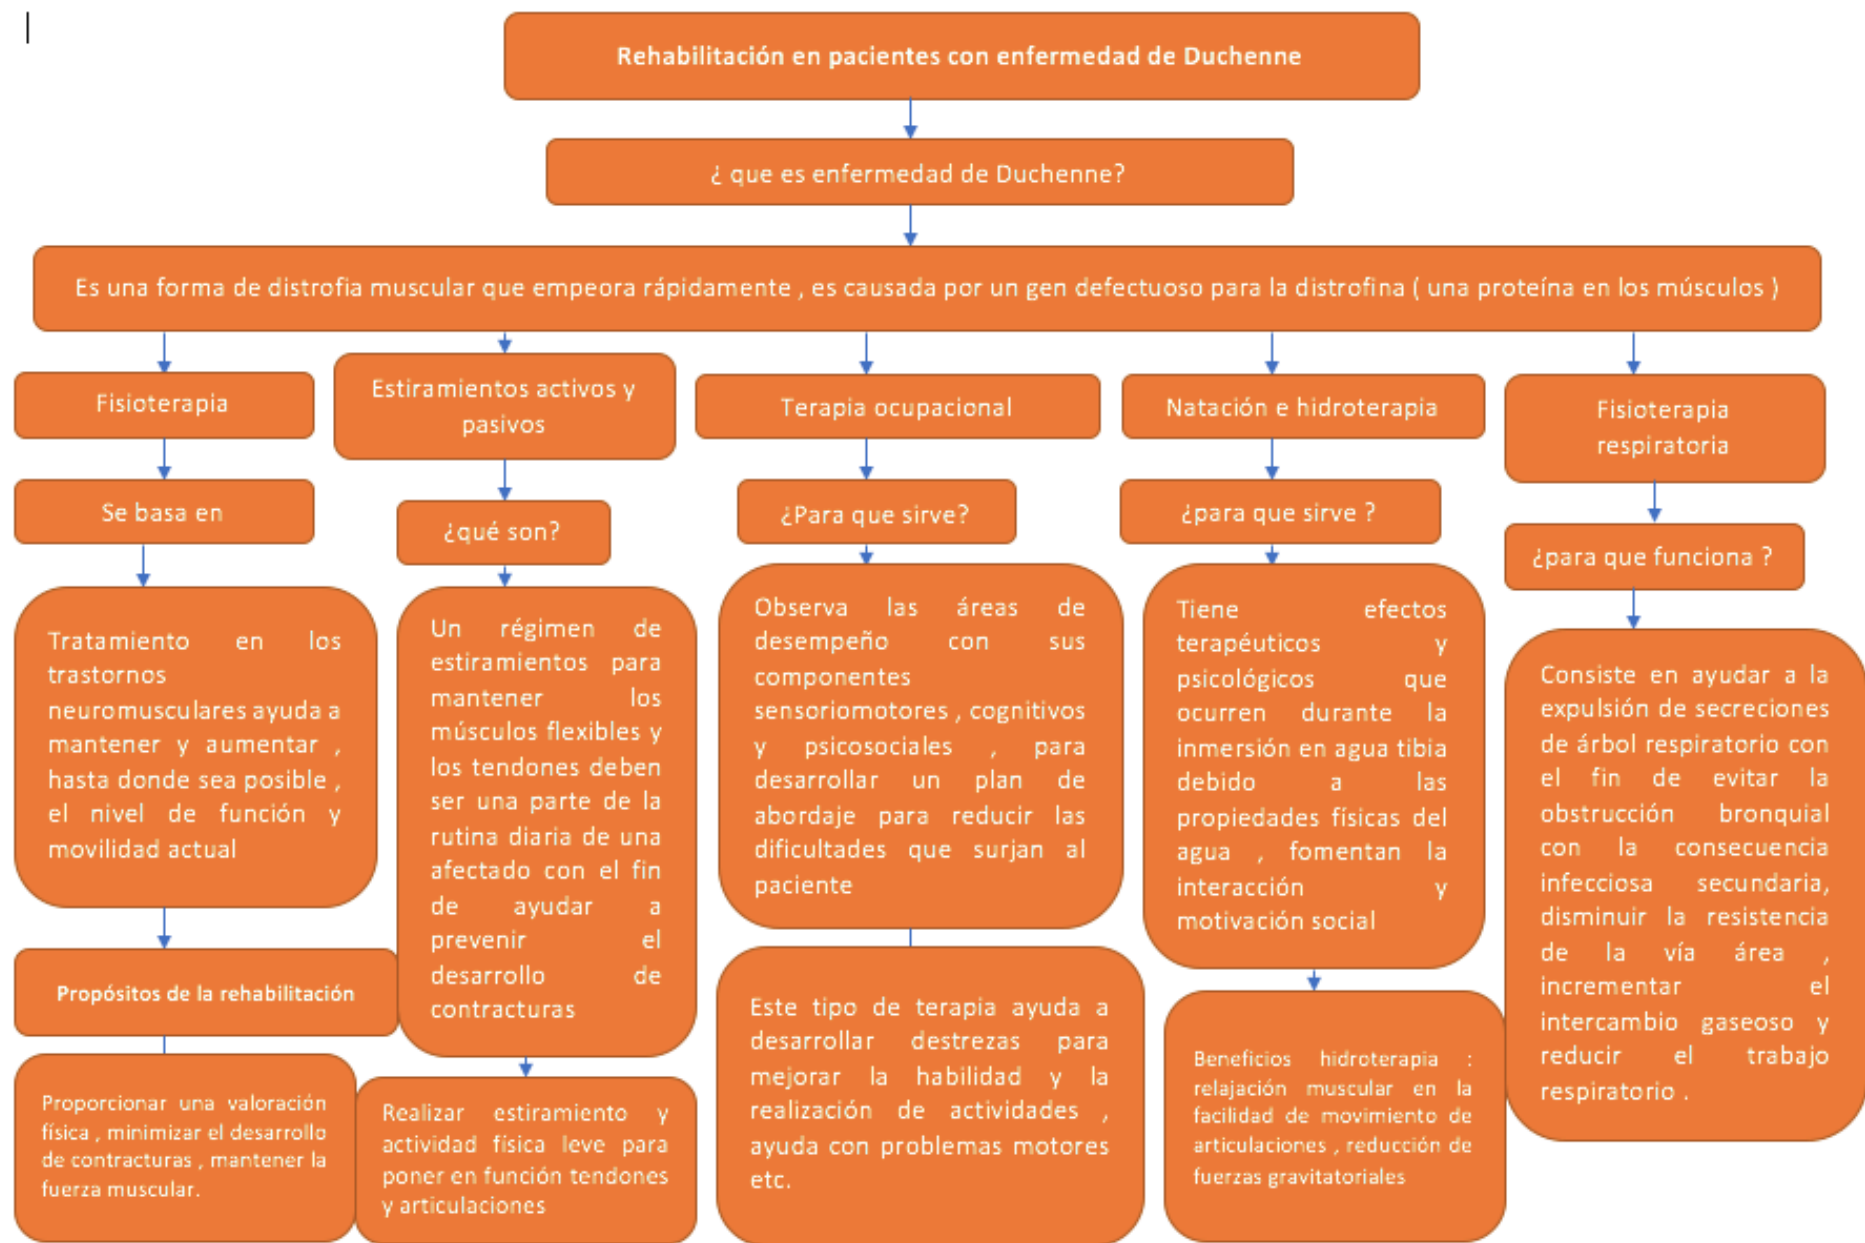 Rehabilitación en pacientes con enfermedad de Duchenne
¿ que es enfermedad de Duchenne?
Es una forma de distrofia muscular que empeora rápidamente , es causada por un gen defectuoso para la distrofina ( una proteína en los músculos )
Fisioterapia
Se basa en
Tratamiento en los
trastornos
neuromusculares ayuda a
mantener y aumentar ,
hasta donde sea posible ,
el nivel de función y
movilidad actual
Propósitos de la rehabilitación
Proporcionar una valoración
física , minimizar el desarrollo
de contracturas , mantener la
fuerza muscular.
Estiramientos activos y
pasivos
¿qué son?
Un régimen de
estiramientos para
mantener los
músculos flexibles y
los tendones deben
ser una parte de la
rutina diaria de una
afectado con el fin
de ayudar a
prevenir el
desarrollo de
contracturas
Realizar estiramiento y
actividad física leve para
poner en función tendones
y articulaciones
Terapia ocupacional
¿Para que sirve?
Observa las áreas de
desempeño con sus
componentes
sensoriomotores , cognitivos
y psicosociales , para
desarrollar un plan de
abordaje para reducir las
dificultades que surjan al
paciente
Este tipo de terapia ayuda a
desarrollar destrezas para
mejorar la habilidad y la
realización de actividades ,
ayuda con problemas motores
etc.
Natación e hidroterapia
¿para que sirve ?
Tiene efectos
terapéuticos y
psicológicos que
ocurren durante la
inmersión en agua tibia
debido a las
propiedades físicas del
agua , fomentan la
interacción y
motivación social
Beneficios hidroterapia :
relajación muscular en la
facilidad de movimiento de
articulaciones , reducción de
fuerzas gravitatoriales
Fisioterapia
respiratoria
¿para que funciona ?
Consiste en ayudar a la
expulsión de secreciones
de árbol respiratorio con
el fin de evitar la
obstrucción bronquial
con la consecuencia
infecciosa secundaria,
disminuir la resistencia
de la vía área ,
incrementar el
intercambio gaseoso y
reducir el trabajo
respiratorio .